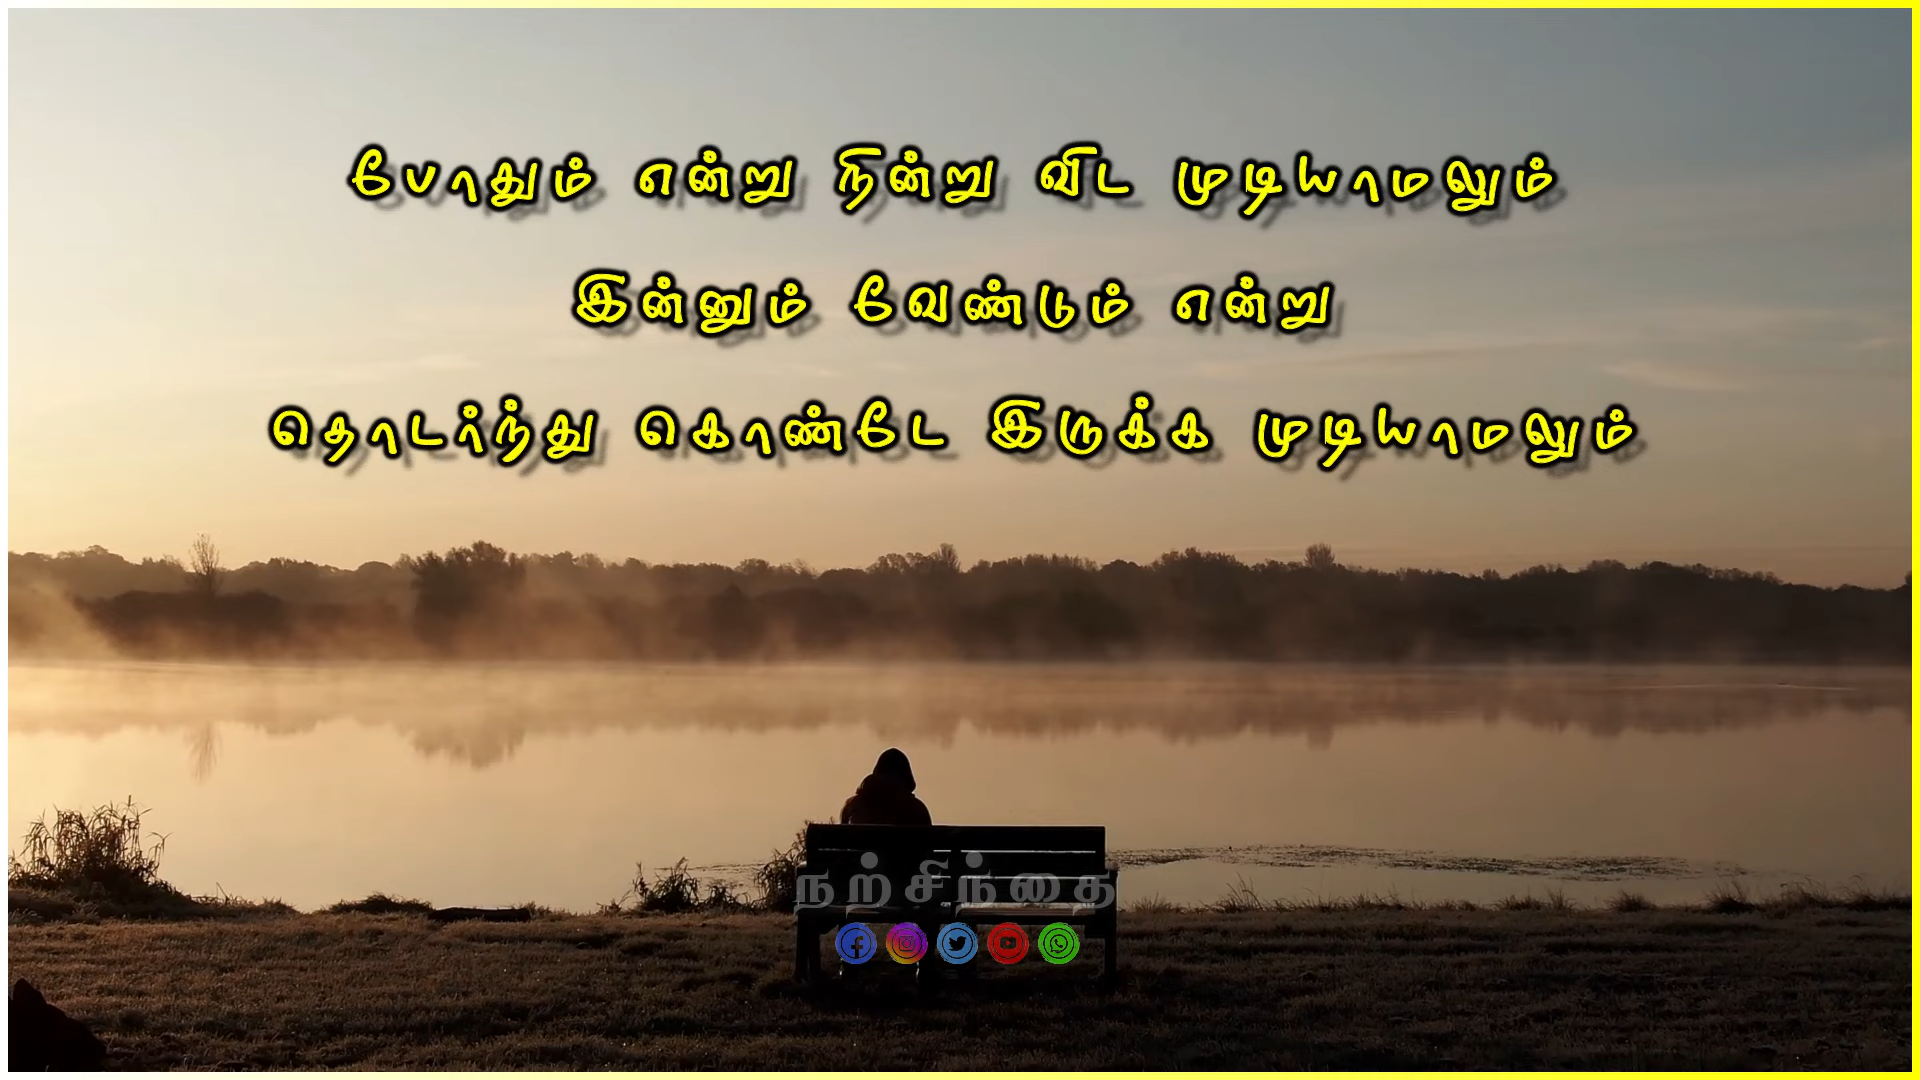 போதும் என்று நின்று விட முடியாமலும்
இன்னும் வேண்டும் என்று
தொடர்ந்து கொண்டே இருக்க முடியாமலும்
நற்சிந்தை